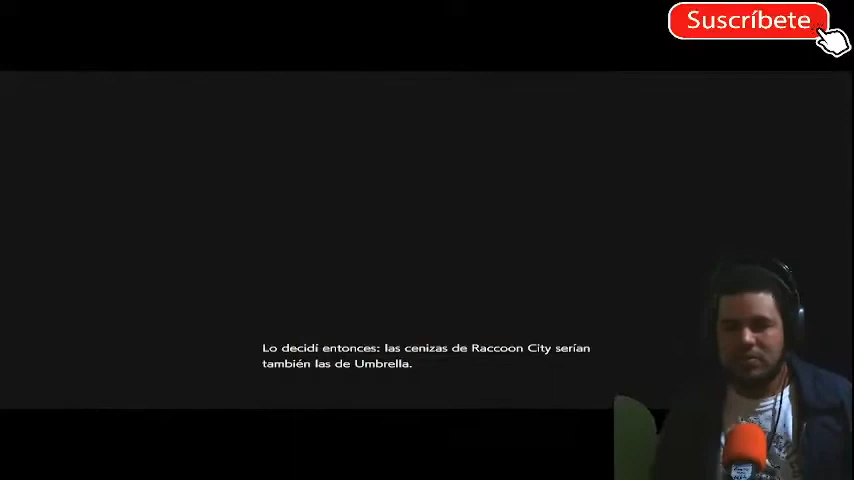 Suscríbete
Lo decidí entonces: las cenizas de Raccoon City serían
también las de Umbrella.